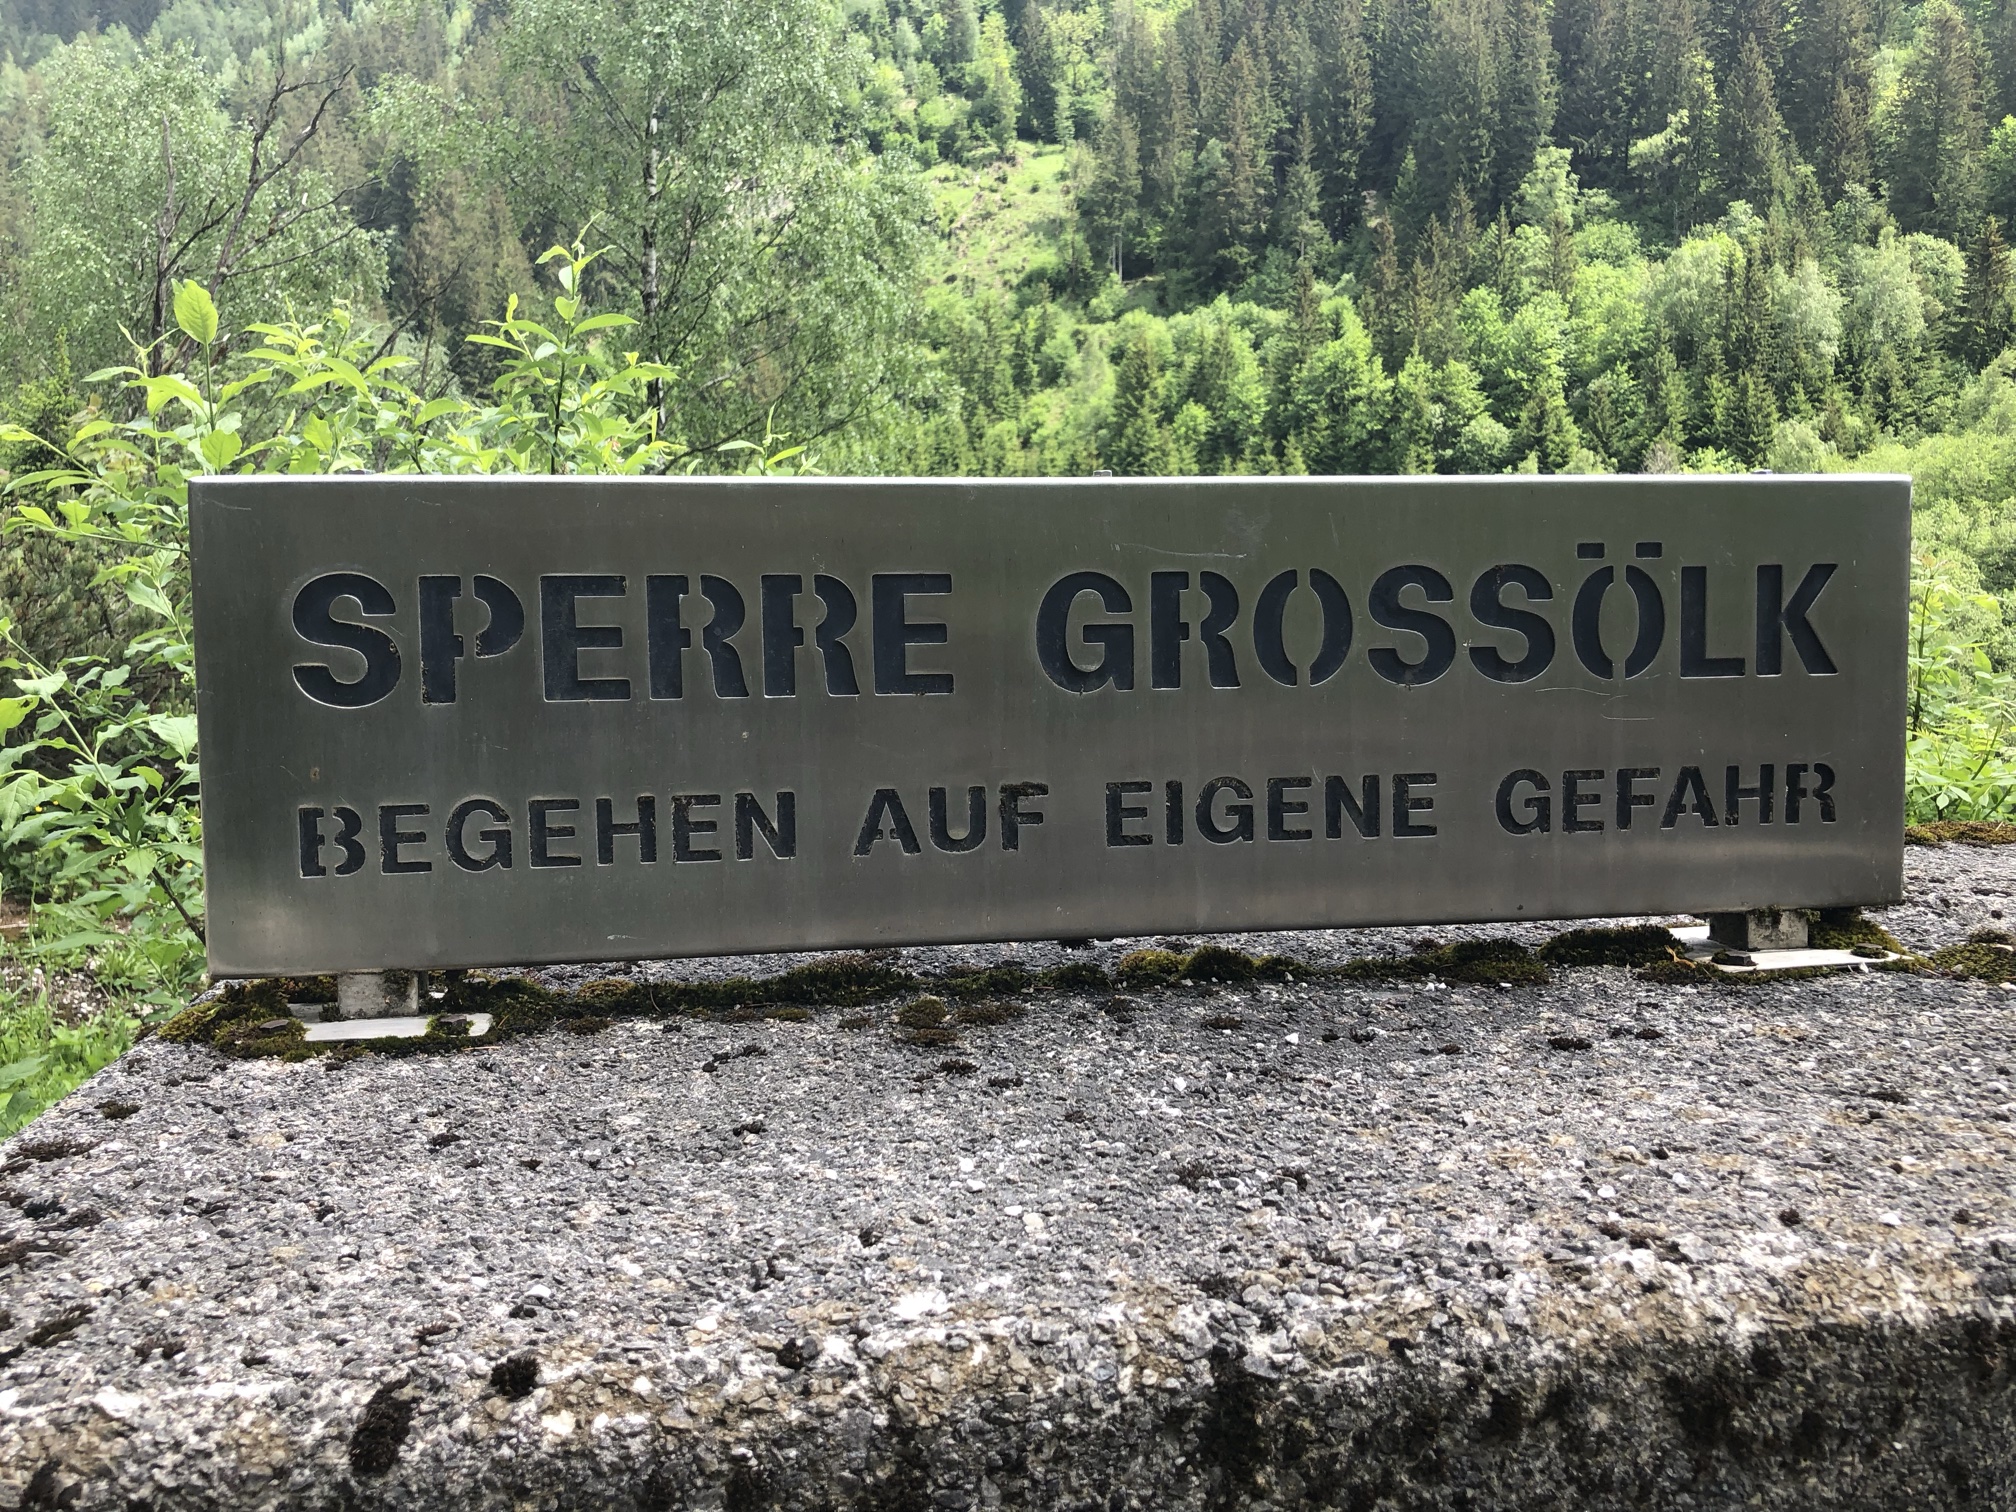 SPERRE GROSSÖLK
BEGEHEN AUF EIGENE GEFAHR